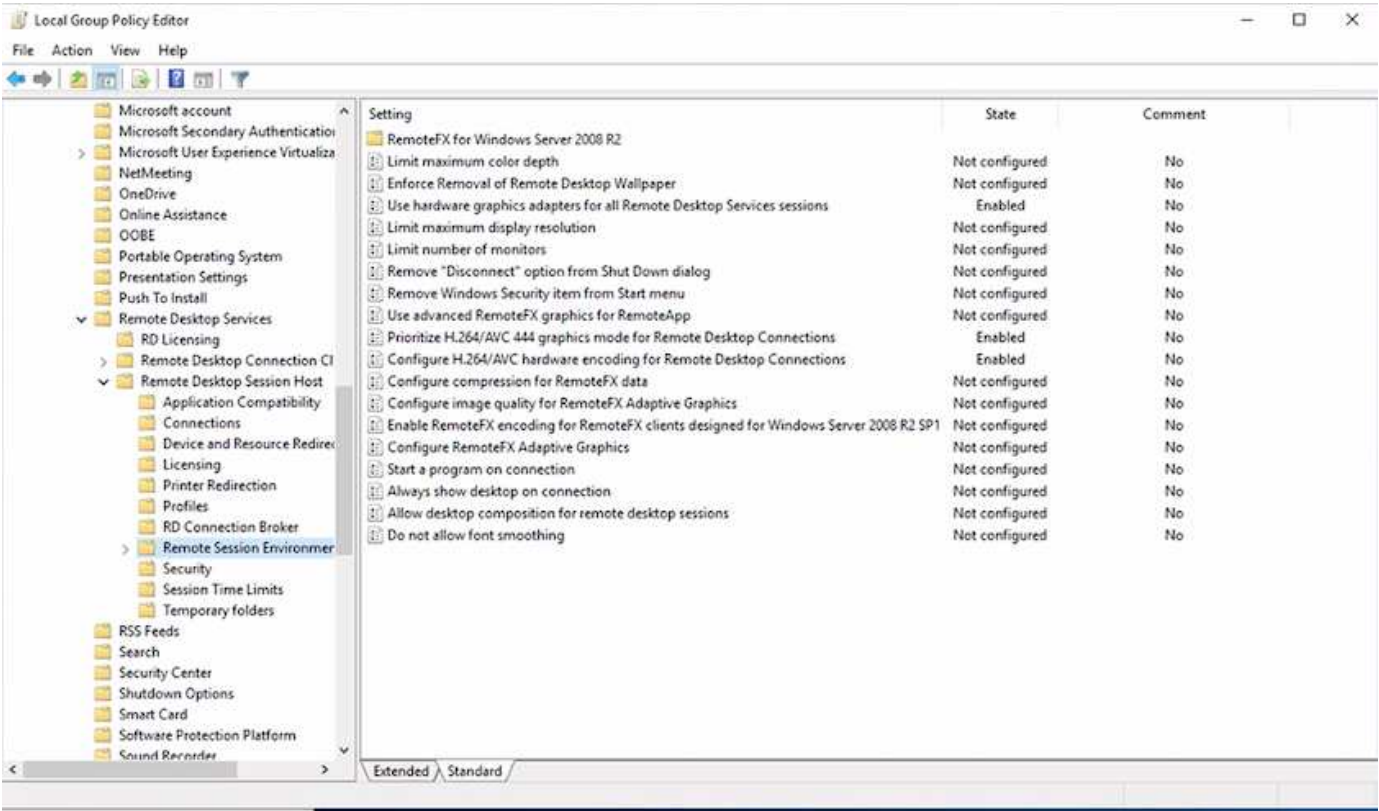 Local Group Policy Editor
File Action View Help
Microsoft account
Microsoft Secondary Authentication
Microsoft User Experience Virtualiza
NetMeeting
OneDrive
Online Assistance
OOBE
Portable Operating System
Presentation Settings
Push To Install
Remote Desktop Services
RD Licensing
Remote Desktop Connection Cl
Remote Desktop Session Host
Application Compatibility
Connections
Device and Resource Redirec
Licensing
Printer Redirection
Profiles
RD Connection Broker
Remote Session Environmer
Security
Session Time Limits
Temporary folders
RSS Feeds
Search
Security Center
Shutdown Options
Smart Card
Software Protection Platform
Sound Recorder
Setting State Comment
RemoteFX for Windows Server 2008 R2
Limit maximum color depth Not configured No
Enforce Removal of Remote Desktop Wallpaper Not configured No
Use hardware graphics adapters for all Remote Desktop Services sessions Enabled No
Limit maximum display resolution Not configured No
Limit number of monitors Not configured No
Remove "Disconnect" option from Shut Down dialog Not configured No
Remove Windows Security item from Start menu Not configured No
Use advanced RemoteFX graphics for RemoteApp Not configured No
Prioritize H.264/AVC 444 graphics mode for Remote Desktop Connections Enabled No
Configure H.264/AVC hardware encoding for Remote Desktop Connections Enabled No
Configure compression for RemoteFX data Not configured No
Configure image quality for RemoteFX Adaptive Graphics Not configured No
Enable RemoteFX encoding for RemoteFX clients designed for Windows Server 2008 R2 SP1 Not configured No
Configure RemoteFX Adaptive Graphics Not configured No
Start a program on connection Not configured No
Always show desktop on connection Not configured No
Allow desktop composition for remote desktop sessions Not configured No
Do not allow font smoothing Not configured No
Extended Standard